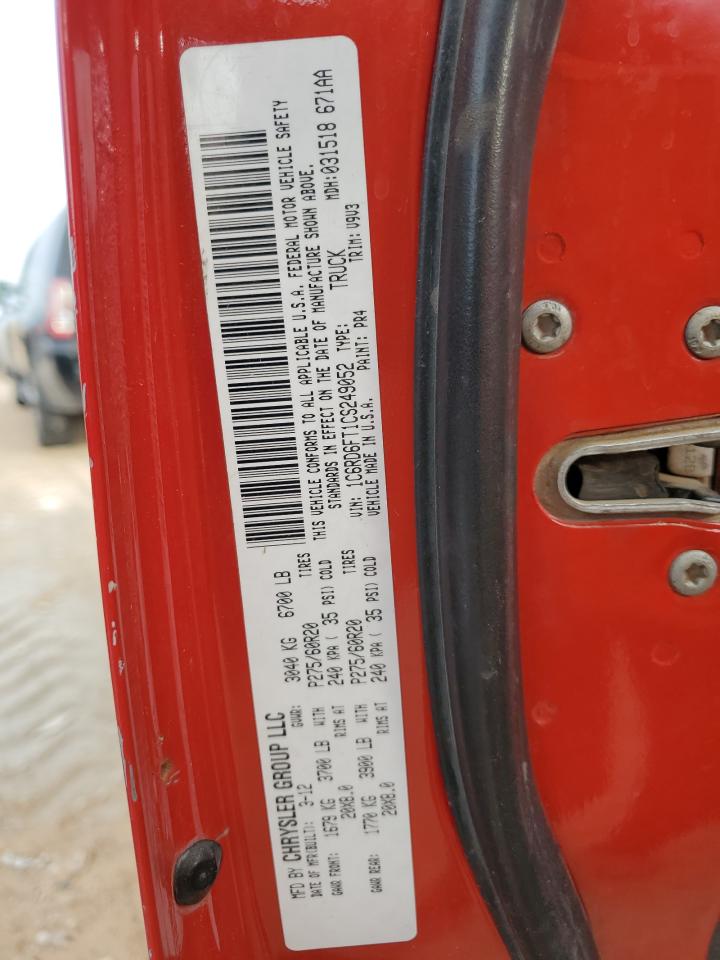 MFD BY CHRYSLER GROUP LLC
DATE OF MFR(BUILT): 3-12 GVWR: 3040 KG 6700 LB
GAWR FRONT: 1679 KG 3700 LB WITH P275/60R20 TIRES
20X8.0 RIMS AT 240 KPA ( 35 PSI) COLD
GAWR REAR: 1770 KG 3900 LB WITH P275/60R20 TIRES
20X8.0 RIMS AT 240 KPA ( 35 PSI) COLD
THIS VEHICLE CONFORMS TO ALL APPLICABLE U.S.A. FEDERAL MOTOR VEHICLE SAFETY
STANDARDS IN EFFECT ON THE DATE OF MANUFACTURE SHOWN ABOVE.
VIN: 1C6RD6FT1CS249052 TYPE: TRUCK MDH:031518 671AA
VEHICLE MADE IN U.S.A. PAINT: PR4 TRIM: V9V3